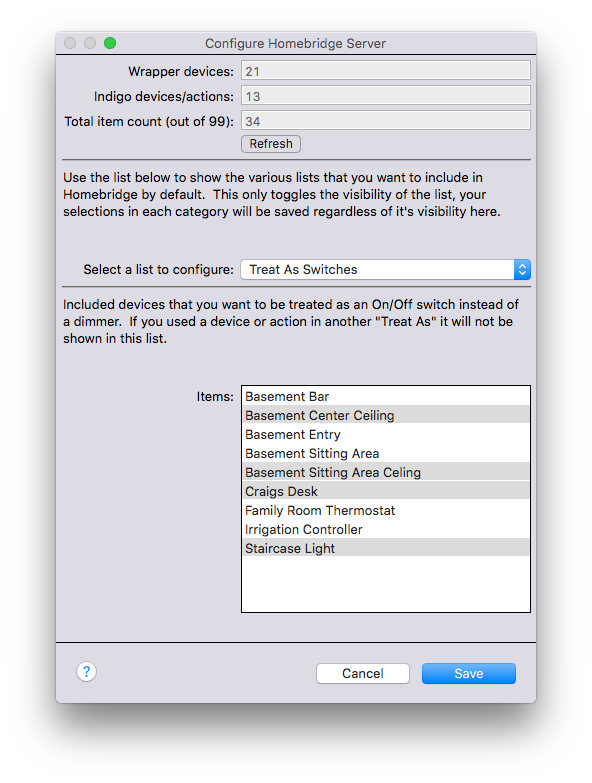 Configure Homebridge Server
Wrapper devices: 21
Indigo devices/actions: 13
Total item count (out of 99): 34
Refresh
Use the list below to show the various lists that you want to include in
Homebridge by default.  This only toggles the visibility of the list, your
selections in each category will be saved regardless of it's visibility here.
Select a list to configure: Treat As Switches
Included devices that you want to be treated as an On/Off switch instead of
a dimmer.  If you used a device or action in another "Treat As" it will not be
shown in this list.
Items: Basement Bar
Basement Center Ceiling
Basement Entry
Basement Sitting Area
Basement Sitting Area Celing
Craigs Desk
Family Room Thermostat
Irrigation Controller
Staircase Light
? Cancel Save